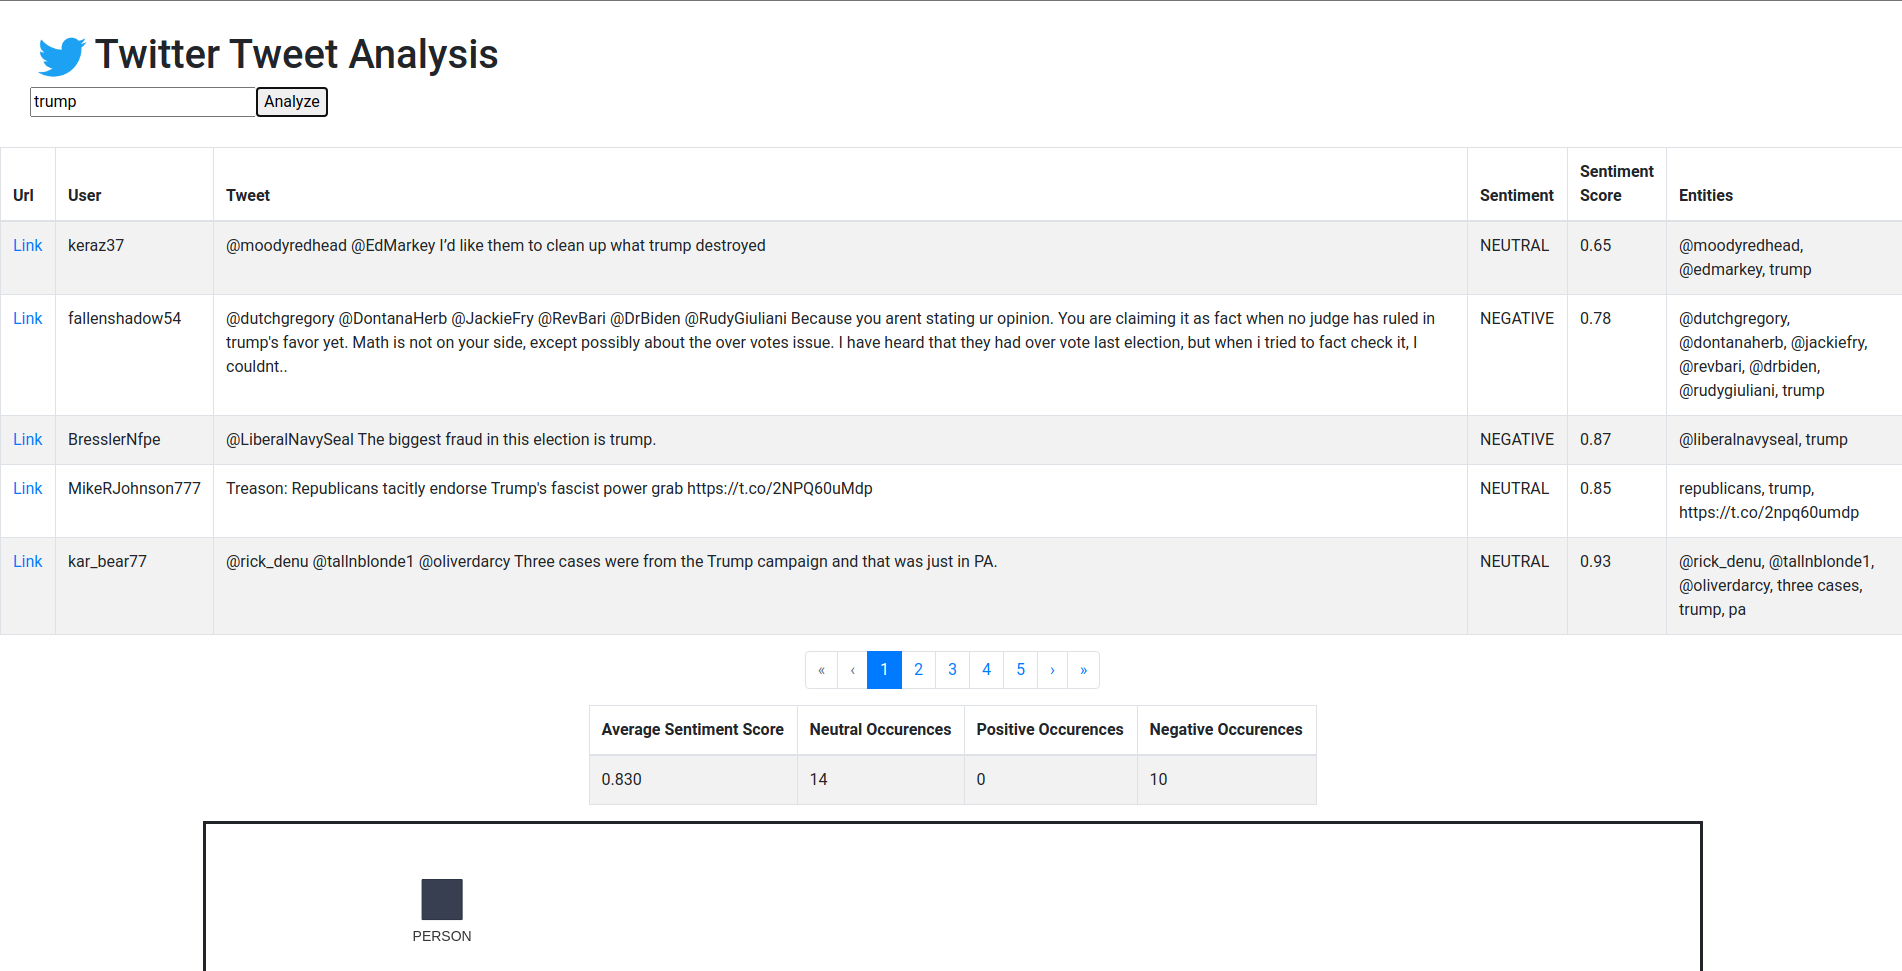 Twitter Tweet Analysis
trump
Analyze
Url
User
Tweet
Sentiment
Sentiment
Score
Entities
Link
keraz37
@moodyredhead @EdMarkey I’d like them to clean up what trump destroyed
NEUTRAL
0.65
@moodyredhead,
@edmarkey, trump
Link
fallenshadow54
@dutchgregory @DontanaHerb @JackieFry @RevBari @DrBiden @RudyGiuliani Because you arent stating ur opinion. You are claiming it as fact when no judge has ruled in
trump's favor yet. Math is not on your side, except possibly about the over votes issue. I have heard that they had over vote last election, but when i tried to fact check it, I
couldnt..
NEGATIVE
0.78
@dutchgregory,
@dontanaherb, @jackiefry,
@revbari, @drbiden,
@rudygiuliani, trump
Link
BresslerNfpe
@LiberalNavySeal The biggest fraud in this election is trump.
NEGATIVE
0.87
@liberalnavyseal, trump
Link
MikeRJohnson777
Treason: Republicans tacitly endorse Trump's fascist power grab https://t.co/2NPQ60uMdp
NEUTRAL
0.85
republicans, trump,
https://t.co/2npq60umdp
Link
kar_bear77
@rick_denu @tallnblonde1 @oliverdarcy Three cases were from the Trump campaign and that was just in PA.
NEUTRAL
0.93
@rick_denu, @tallnblonde1,
@oliverdarcy, three cases,
trump, pa
« ‹ 1 2 3 4 5 › »
Average Sentiment Score
Neutral Occurences
Positive Occurences
Negative Occurences
0.830
14
0
10
PERSON